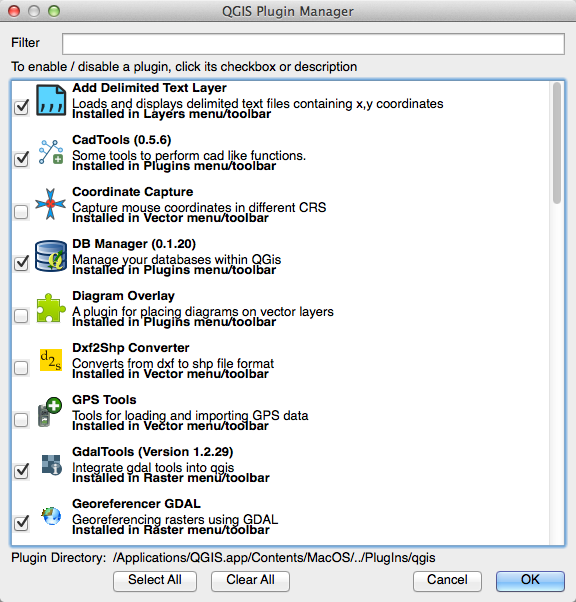 QGIS Plugin Manager
Filter
To enable / disable a plugin, click its checkbox or description
Add Delimited Text Layer
Loads and displays delimited text files containing x,y coordinates
Installed in Layers menu/toolbar
CadTools (0.5.6)
Some tools to perform cad like functions.
Installed in Plugins menu/toolbar
Coordinate Capture
Capture mouse coordinates in different CRS
Installed in Vector menu/toolbar
DB Manager (0.1.20)
Manage your databases within QGis
Installed in Plugins menu/toolbar
Diagram Overlay
A plugin for placing diagrams on vector layers
Installed in Plugins menu/toolbar
d2s
Dxf2Shp Converter
Converts from dxf to shp file format
Installed in Vector menu/toolbar
GPS Tools
Tools for loading and importing GPS data
Installed in Vector menu/toolbar
GdalTools (Version 1.2.29)
Integrate gdal tools into qgis
Installed in Raster menu/toolbar
Georeferencer GDAL
Georeferencing rasters using GDAL
Installed in Raster menu/toolbar
Plugin Directory: /Applications/QGIS.app/Contents/MacOS/../PlugIns/qgis
Select All Clear All Cancel OK